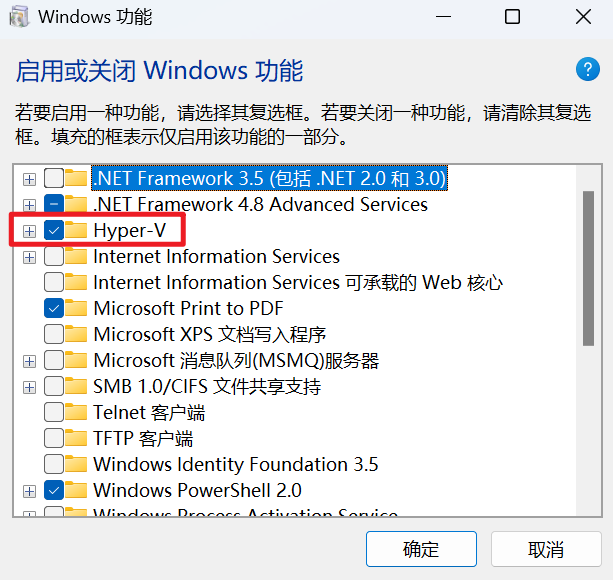 Windows 功能
启用或关闭 Windows 功能
?
若要启用一种功能，请选择其复选框。若要关闭一种功能，请清除其复选
框。填充的框表示仅启用该功能的一部分。
.NET Framework 3.5 (包括 .NET 2.0 和 3.0)
.NET Framework 4.8 Advanced Services
Hyper-V
Internet Information Services
Internet Information Services 可承载的 Web 核心
Microsoft Print to PDF
Microsoft XPS 文档写入程序
Microsoft 消息队列(MSMQ)服务器
SMB 1.0/CIFS 文件共享支持
Telnet 客户端
TFTP 客户端
Windows Identity Foundation 3.5
Windows PowerShell 2.0
Windows Process Activation Service
确定
取消